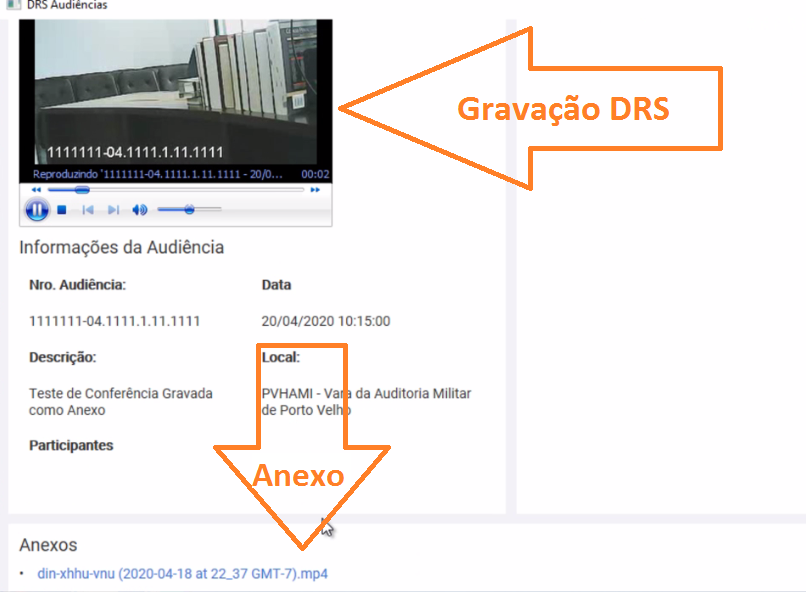 DRS Audiências
Gravação DRS
1111111-04.1111.1.11.1111
Reproduzindo '1111111-04.1111.1.11.1111 - 20/0... 00:02
Informações da Audiência
Nro. Audiência: Data
1111111-04.1111.1.11.1111 20/04/2020 10:15:00
Descrição: Local:
Teste de Conferência Gravada PVHAMI - Vara da Auditoria Militar
como Anexo de Porto Velho
Participantes
Anexo
Anexos
• din-xhhu-vnu (2020-04-18 at 22_37 GMT-7).mp4